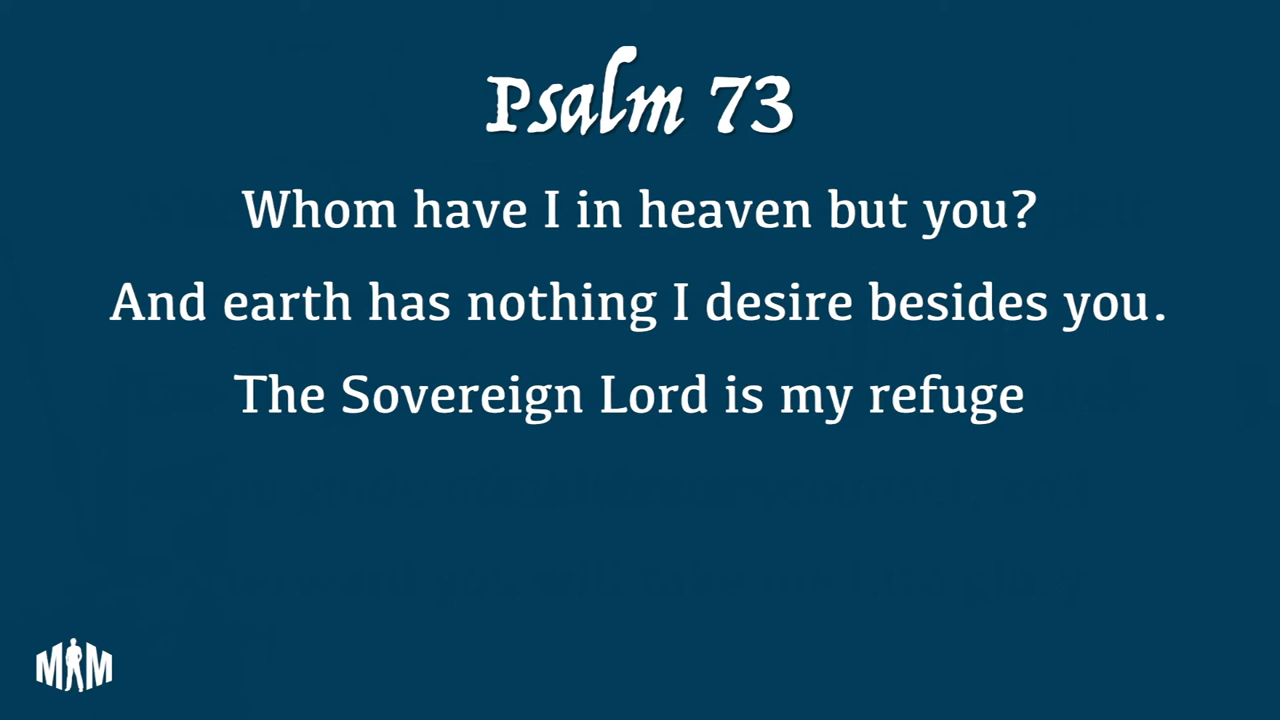 Psalm 73
Whom have I in heaven but you?
And earth has nothing I desire besides you.
The Sovereign Lord is my refuge
MM